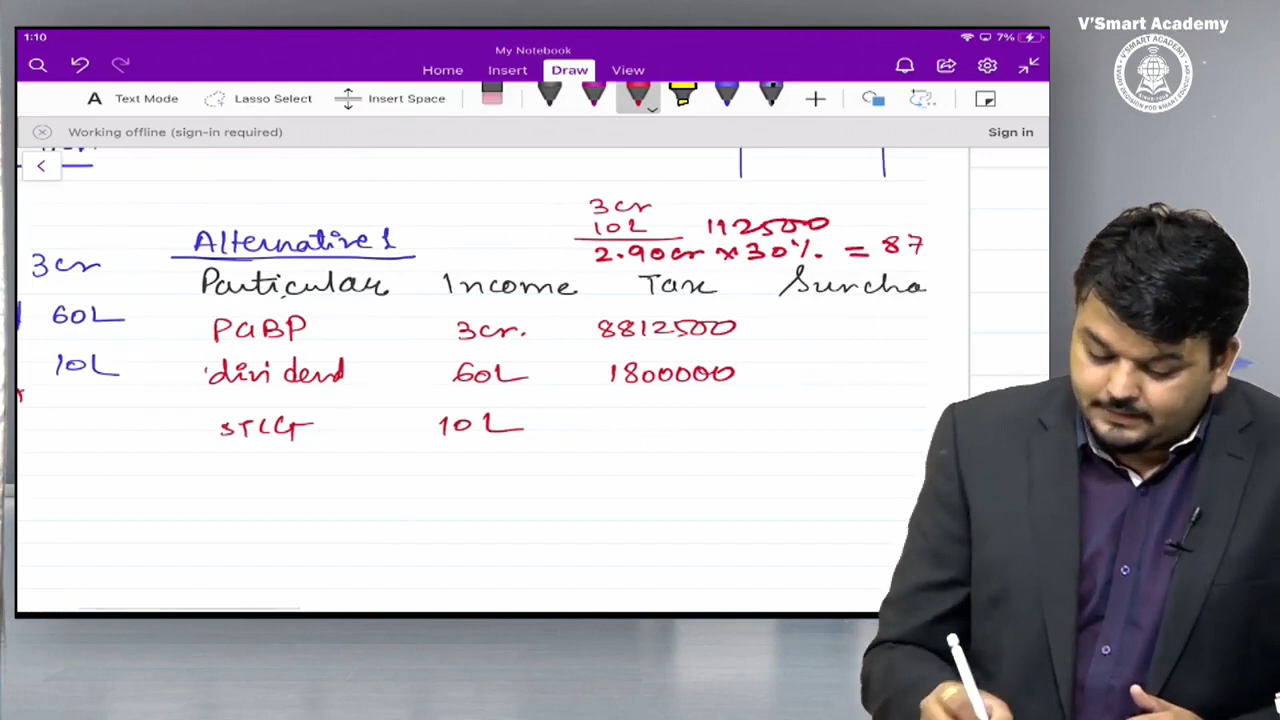 V'Smart Academy
1:10
7%
My Notebook
Home Insert Draw View
A Text Mode Lasso Select Insert Space
Working offline (sign-in required) Sign in
3cr
10L 112500
Alternative 1
2.90cr x 30% = 87
3cr
Particular Income Tax Surcha
60L
PGBP 3cr. 8812500
10L
dividend 60L 1800000
STCG 10L